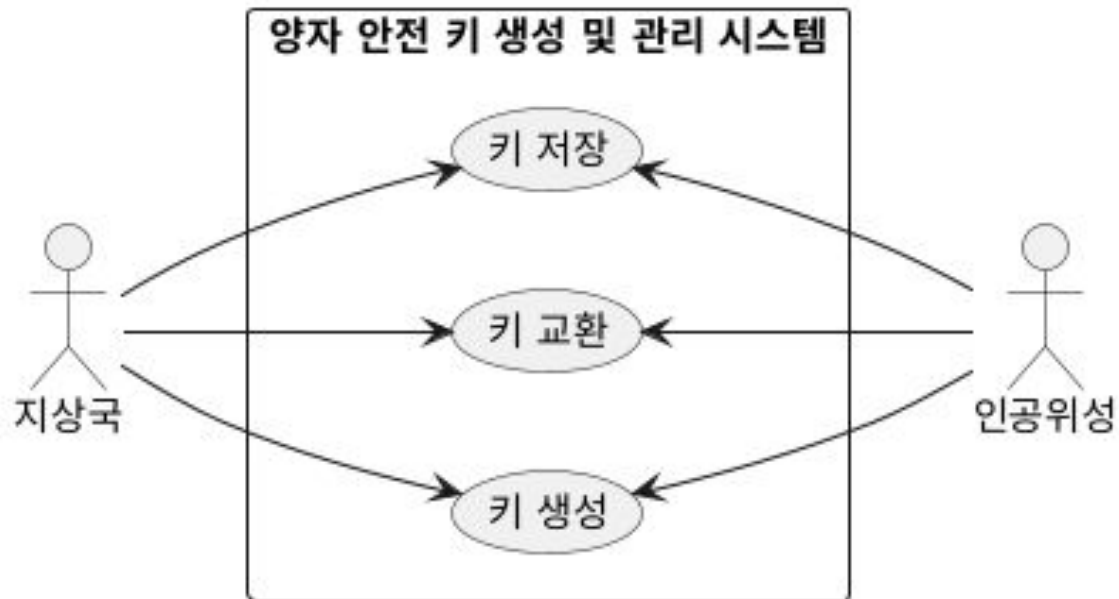 양자 안전 키 생성 및 관리 시스템
키 저장
키 교환
지상국
인공위성
키 생성